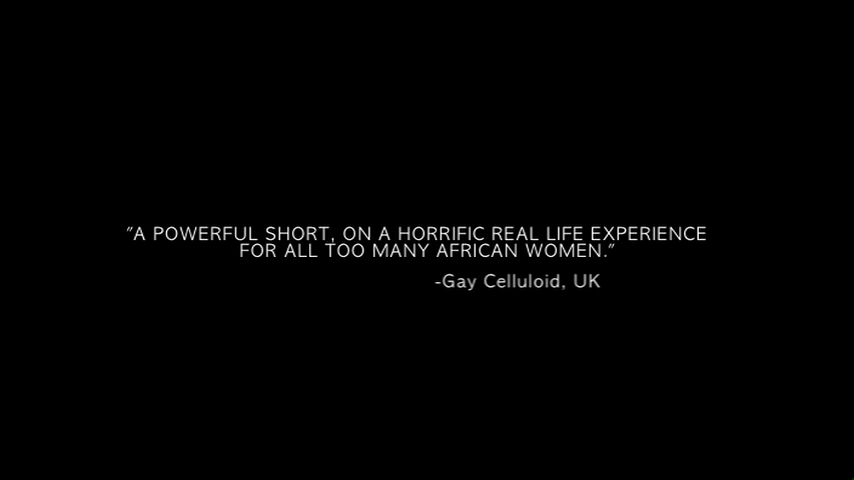 "A POWERFUL SHORT, ON A HORRIFIC REAL LIFE EXPERIENCE
FOR ALL TOO MANY AFRICAN WOMEN."
-Gay Celluloid, UK